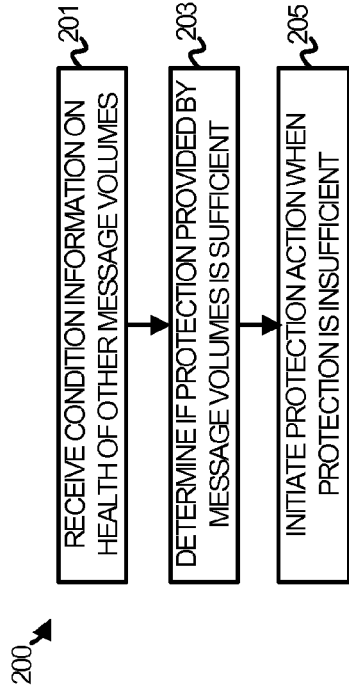 200
201
RECEIVE CONDITION INFORMATION ON
HEALTH OF OTHER MESSAGE VOLUMES
203
DETERMINE IF PROTECTION PROVIDED BY
MESSAGE VOLUMES IS SUFFICIENT
205
INITIATE PROTECTION ACTION WHEN
PROTECTION IS INSUFFICIENT